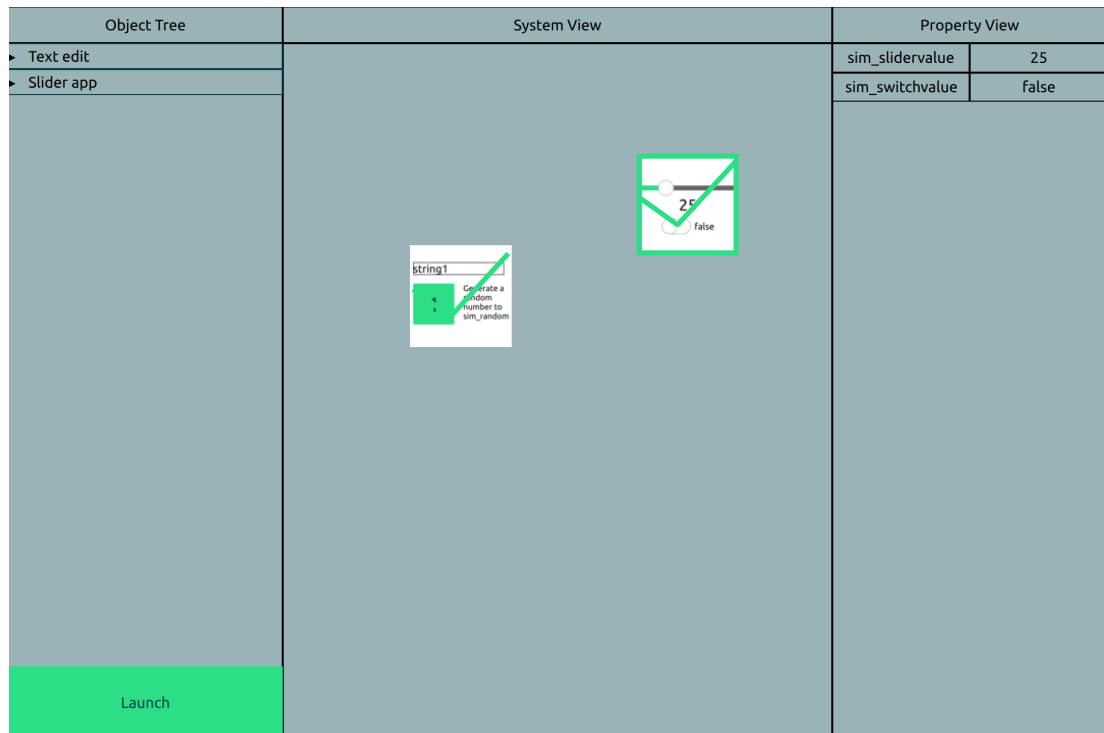 Object Tree
System View
Property View
Text edit
Slider app
sim_slidervalue
25
sim_switchvalue
false
25
false
string1
Generate a
random
number to
sim_random
Launch